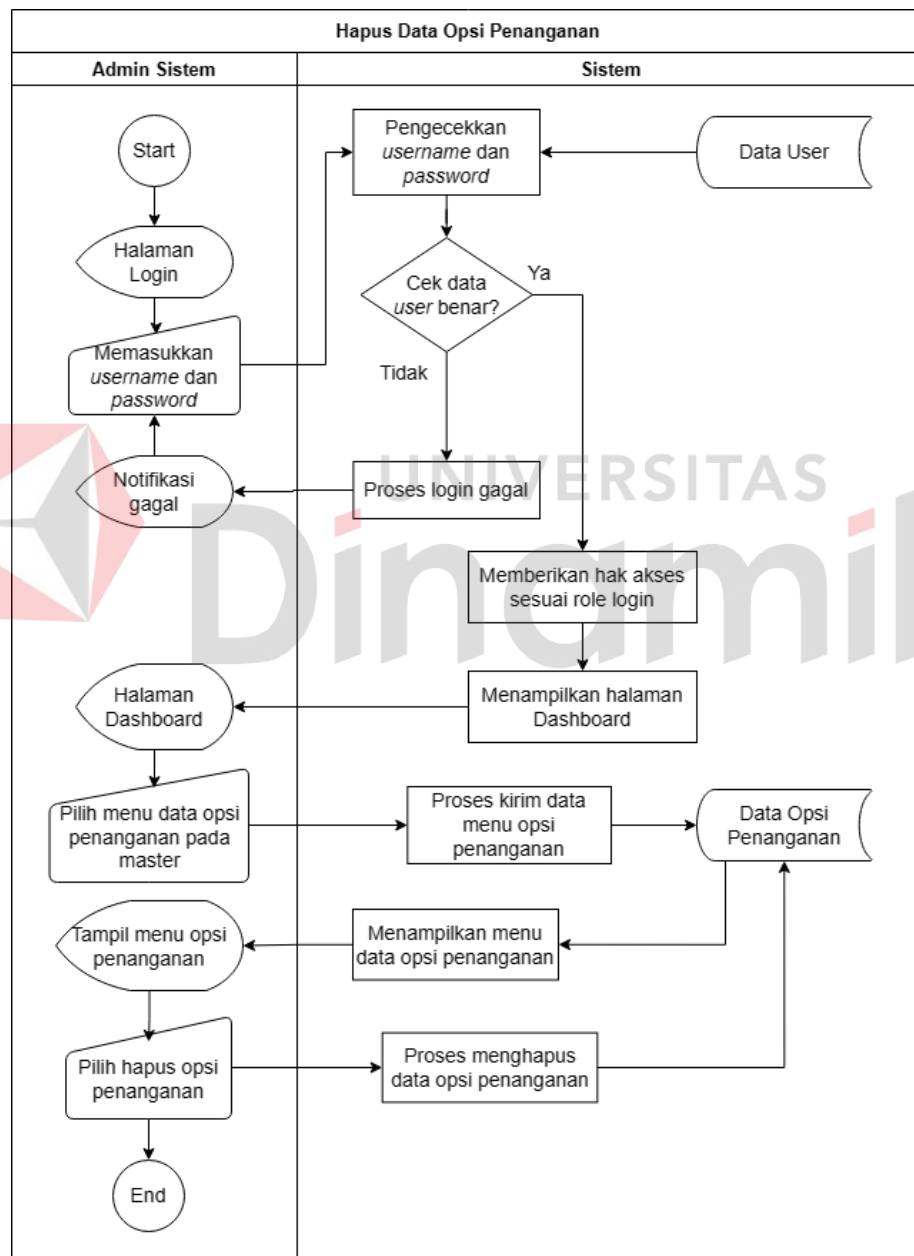 Hapus Data Opsi Penanganan
Admin Sistem
Sistem
Start
Pengecekkan
username dan
password
Data User
Halaman
Login
Cek data
user benar?
Ya
Tidak
Memasukkan
username dan
password
Notifikasi
gagal
Proses login gagal
UNIVERSITAS
Dinami
Memberikan hak akses
sesuai role login
Halaman
Dashboard
Menampilkan halaman
Dashboard
Pilih menu data opsi
penanganan pada
master
Proses kirim data
menu opsi
penanganan
Data Opsi
Penanganan
Tampil menu opsi
penanganan
Menampilkan menu
data opsi penanganan
Pilih hapus opsi
penanganan
Proses menghapus
data opsi penanganan
End